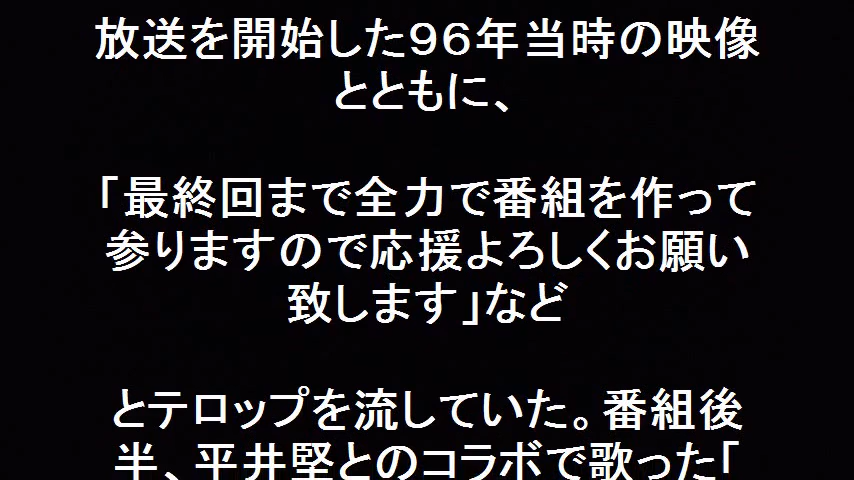 放送を開始した９６年当時の映像
とともに、
「最終回まで全力で番組を作って
参りますので応援よろしくお願い
致します」など
とテロップを流していた。番組後
半、平井堅とのコラボで歌った「